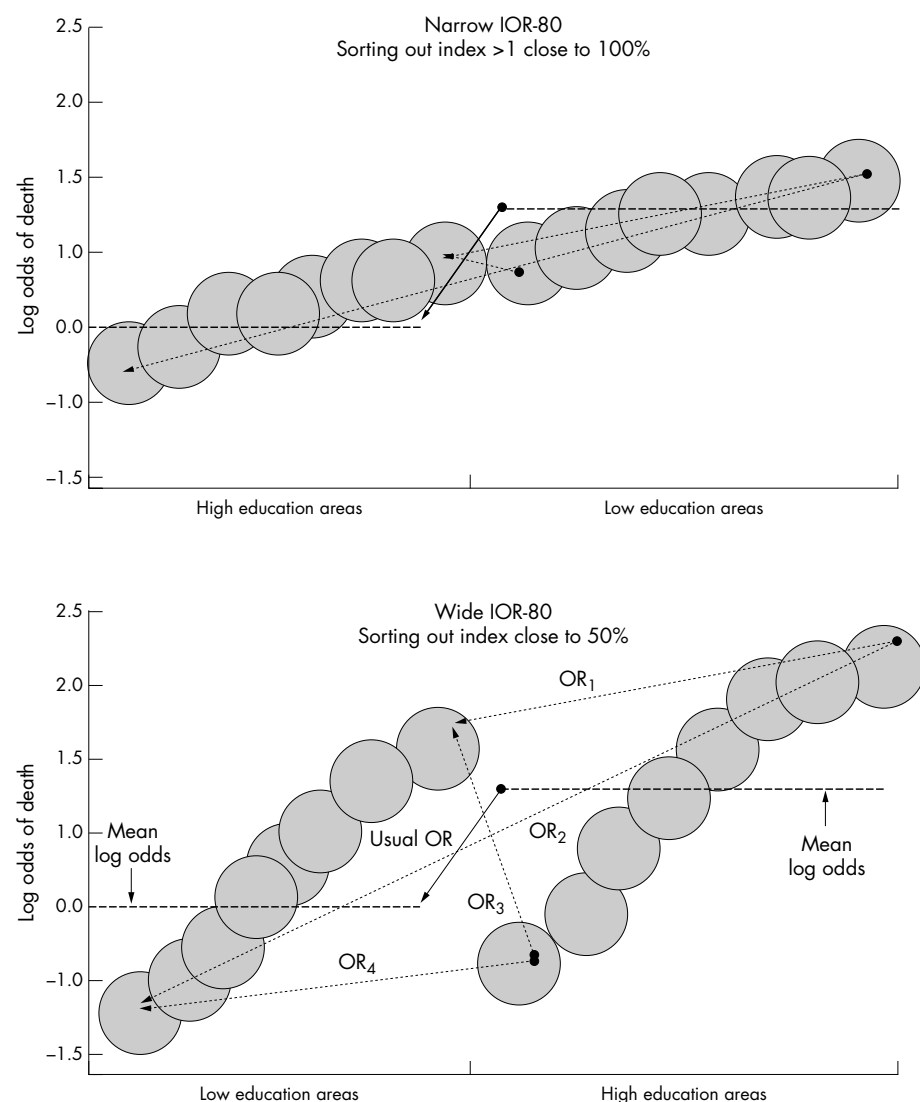 Narrow IOR-80
Sorting out index >1 close to 100%
Log odds of death
2.5
2.0
1.5
1.0
0.0
–1.0
–1.5
High education areas
Low education areas
Wide IOR-80
Sorting out index close to 50%
Log odds of death
2.5
2.0
1.5
1.0
0.0
–1.0
–1.5
OR₁
Mean
log odds
Usual OR
OR₂
Mean
log odds
OR₃
OR₄
Low education areas
High education areas